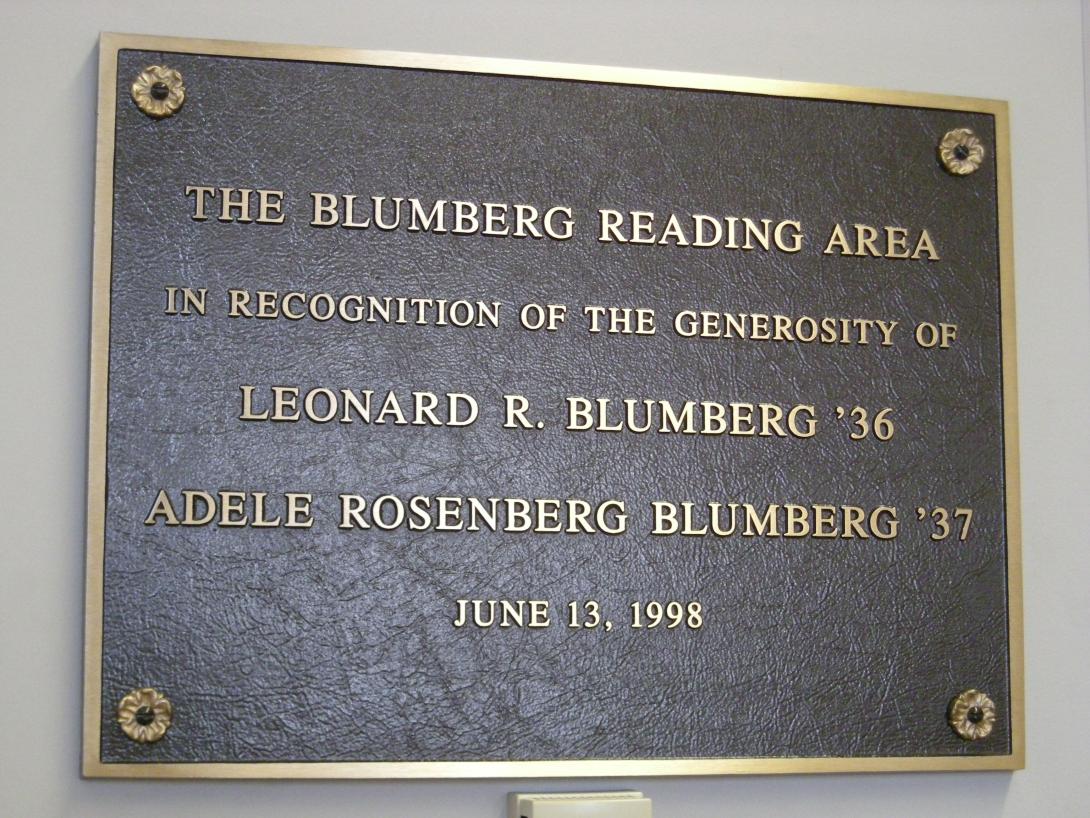 THE BLUMBERG READING AREA
IN RECOGNITION OF THE GENEROSITY OF
LEONARD R. BLUMBERG ’36
ADELE ROSENBERG BLUMBERG ’37
JUNE 13, 1998